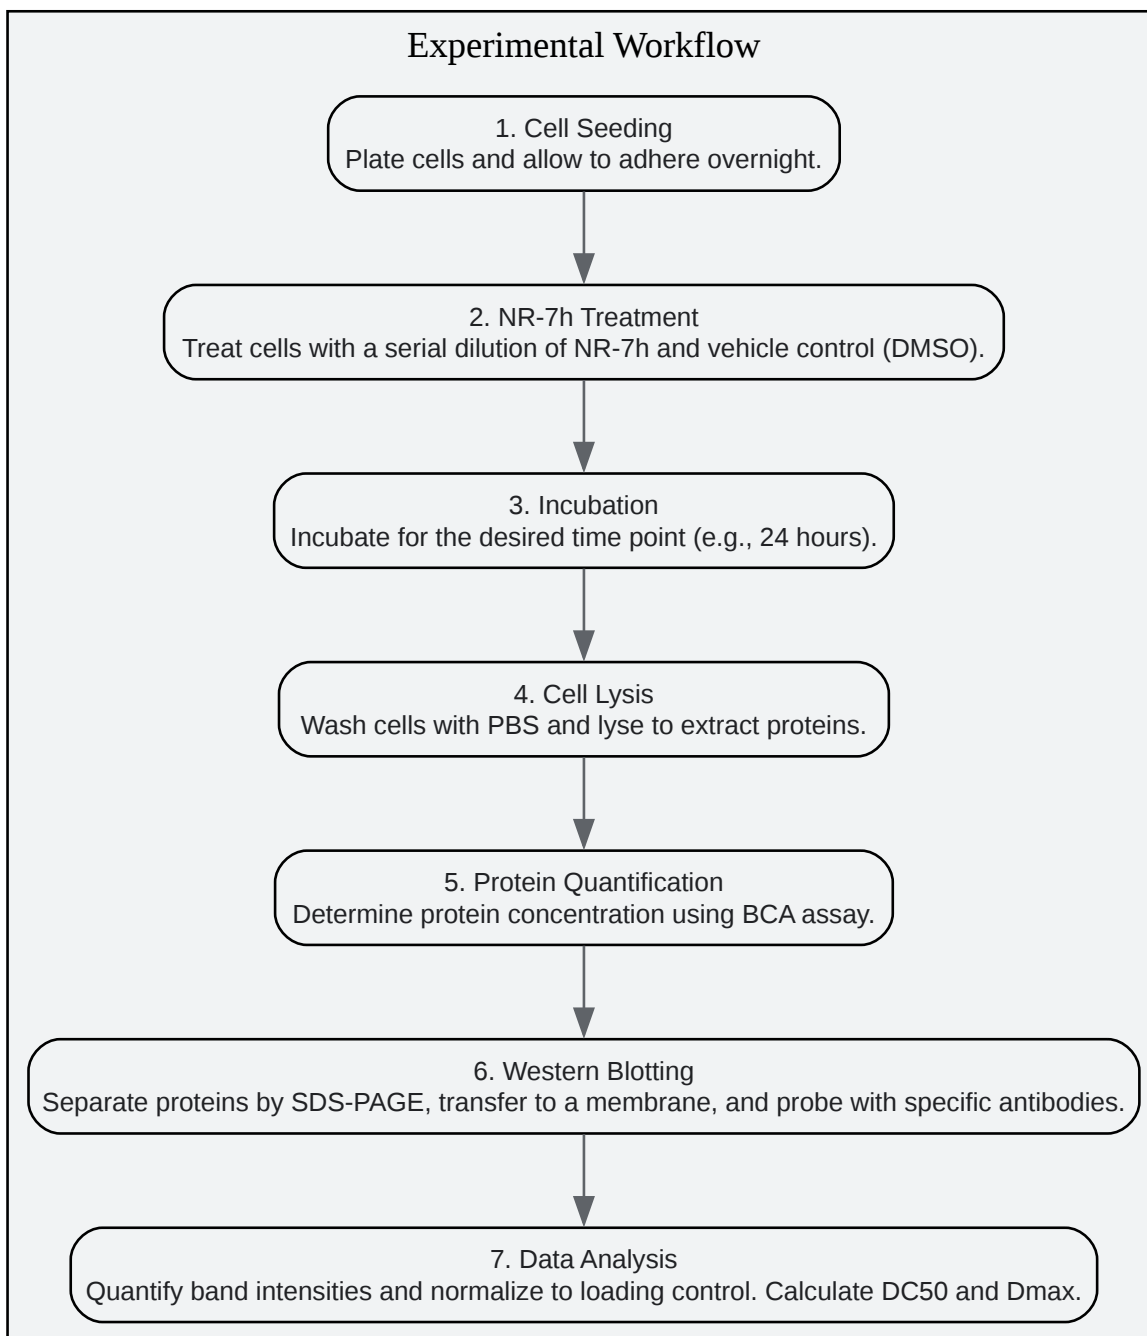 Experimental Workflow
1. Cell Seeding
Plate cells and allow to adhere overnight.
2. NR-7h Treatment
Treat cells with a serial dilution of NR-7h and vehicle control (DMSO).
3. Incubation
Incubate for the desired time point (e.g., 24 hours).
4. Cell Lysis
Wash cells with PBS and lyse to extract proteins.
5. Protein Quantification
Determine protein concentration using BCA assay.
6. Western Blotting
Separate proteins by SDS-PAGE, transfer to a membrane, and probe with specific antibodies.
7. Data Analysis
Quantify band intensities and normalize to loading control. Calculate DC50 and Dmax.